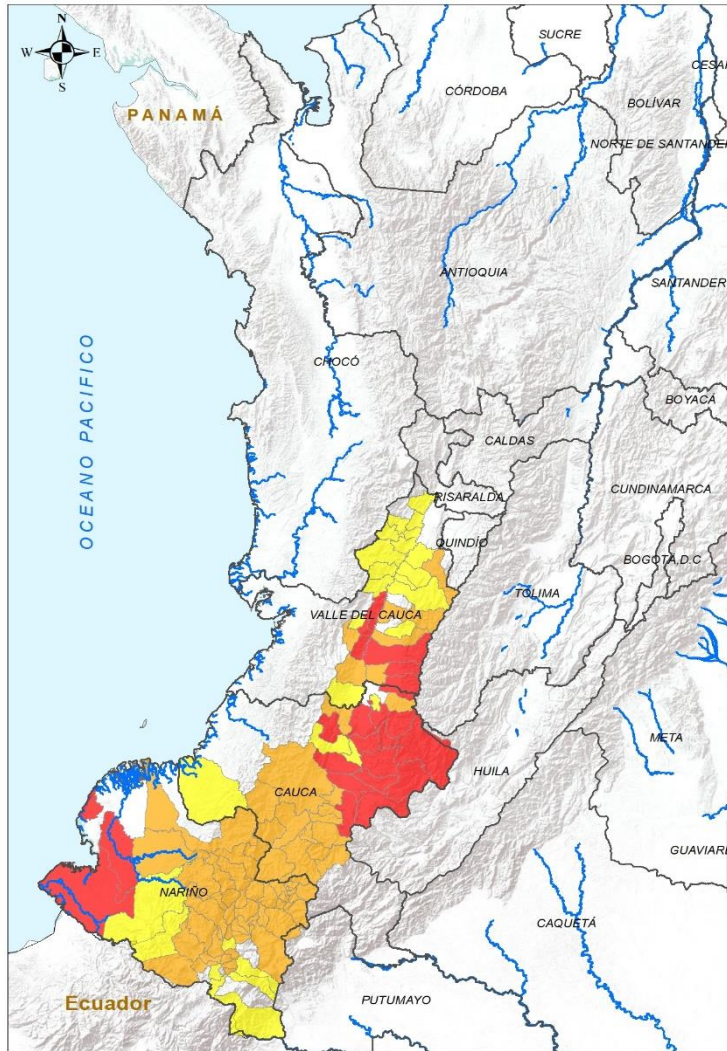 N
W E
S
PANAMÁ
SUCRE
CESAR
CÓRDOBA
BOLÍVAR
NORTE DE SANTANDER
ANTIOQUIA
SANTANDER
OCEANO PACIFICO
CHOCÓ
BOYACÁ
CALDAS
RISARALDA
CUNDINAMARCA
QUINDÍO
BOGOTÁ,D.C
TOLIMA
VALLE DEL CAUCA
META
HUILA
CAUCA
GUAVIARE
NARIÑO
CAQUETÁ
Ecuador
PUTUMAYO